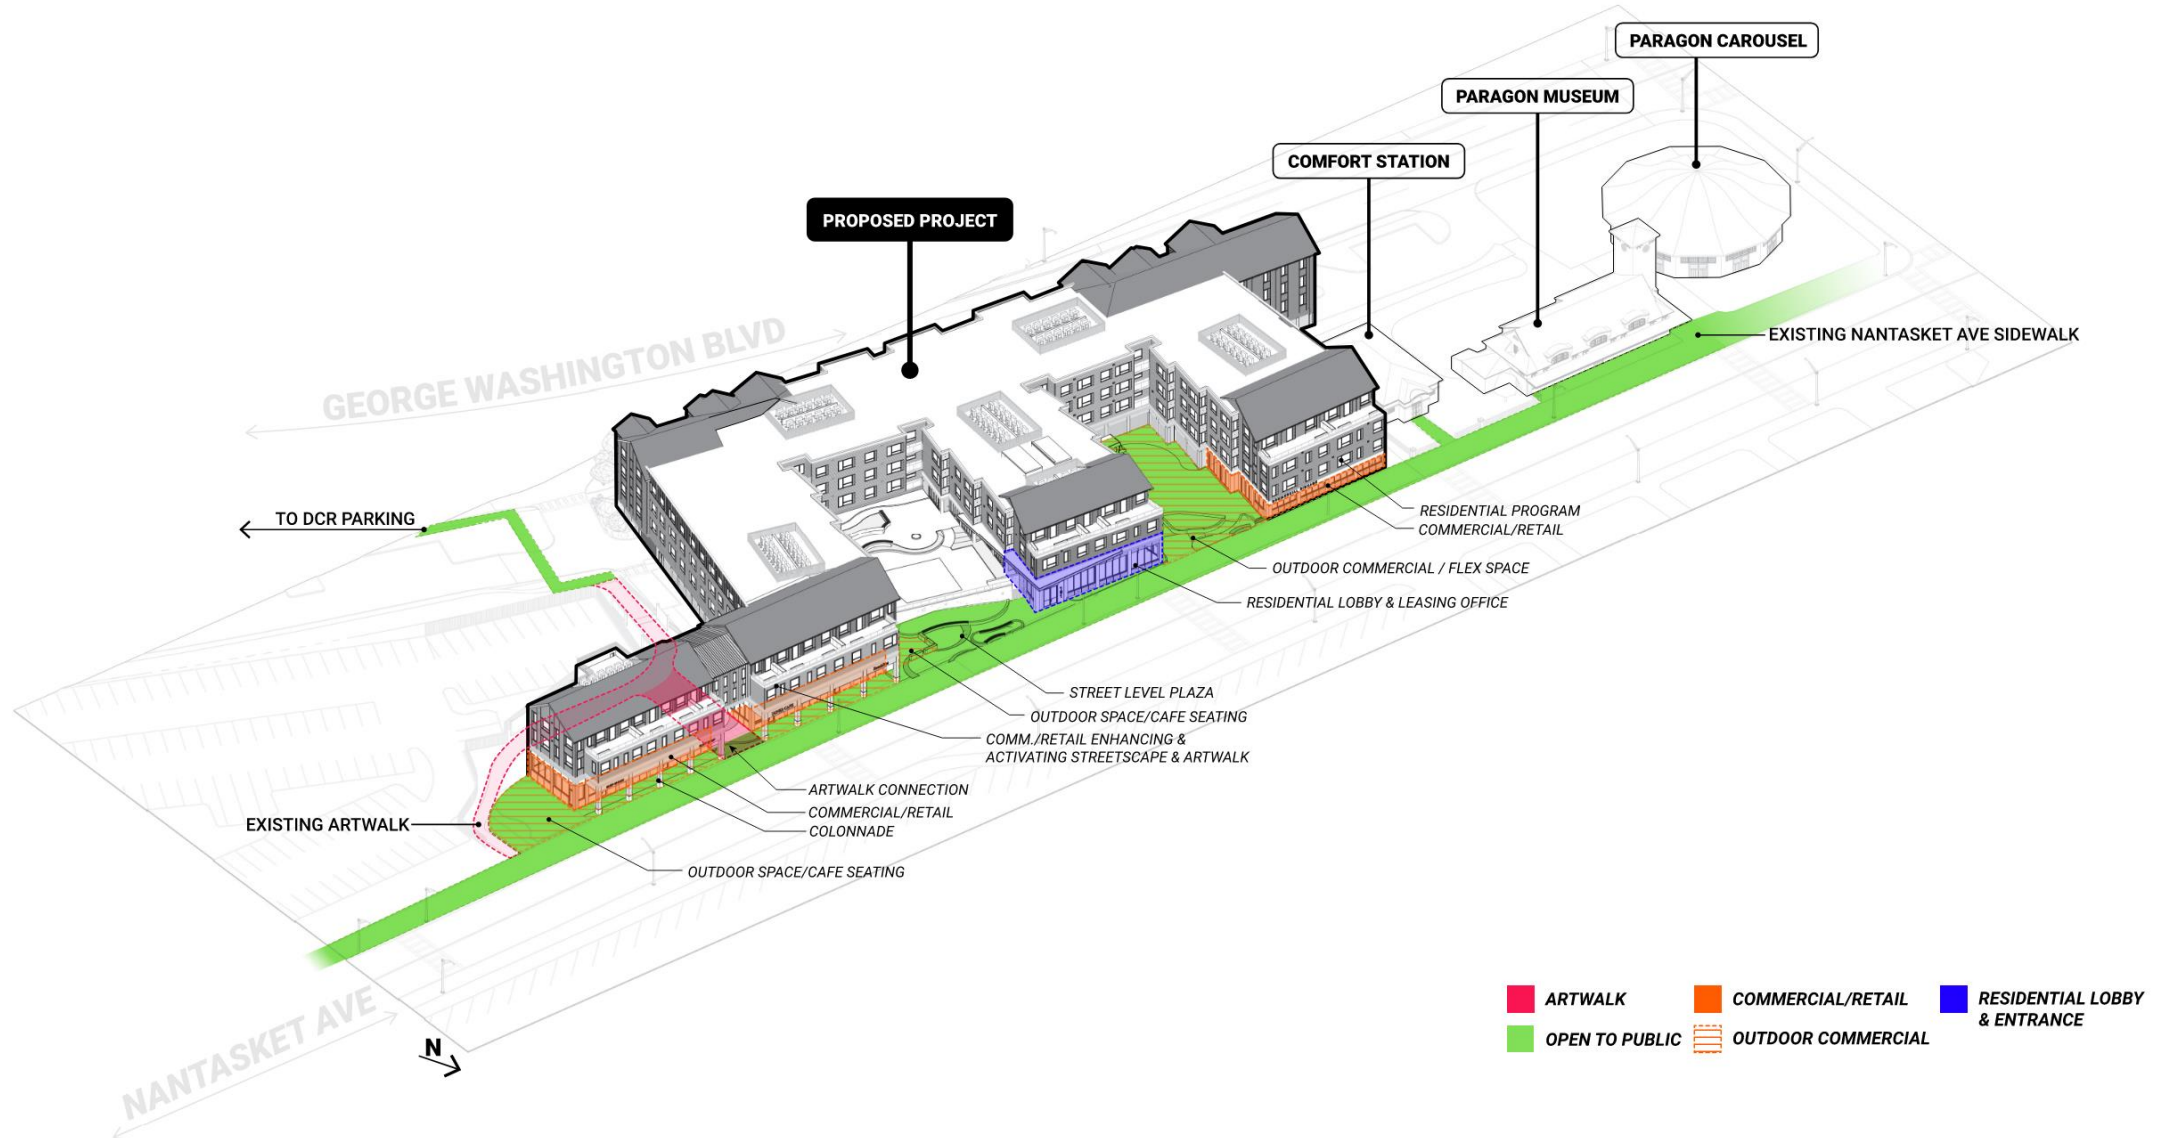 PARAGON CAROUSEL
PARAGON MUSEUM
COMFORT STATION
PROPOSED PROJECT
GEORGE WASHINGTON BLVD
EXISTING NANTASKET AVE SIDEWALK
TO DCR PARKING
RESIDENTIAL PROGRAM
COMMERCIAL/RETAIL
OUTDOOR COMMERCIAL / FLEX SPACE
RESIDENTIAL LOBBY & LEASING OFFICE
STREET LEVEL PLAZA
OUTDOOR SPACE/CAFE SEATING
COMM./RETAIL ENHANCING &
ACTIVATING STREETSCAPE & ARTWALK
ARTWALK CONNECTION
COMMERCIAL/RETAIL
COLONNADE
EXISTING ARTWALK
OUTDOOR SPACE/CAFE SEATING
NANTASKET AVE
N
ARTWALK
OPEN TO PUBLIC
COMMERCIAL/RETAIL
OUTDOOR COMMERCIAL
RESIDENTIAL LOBBY
& ENTRANCE